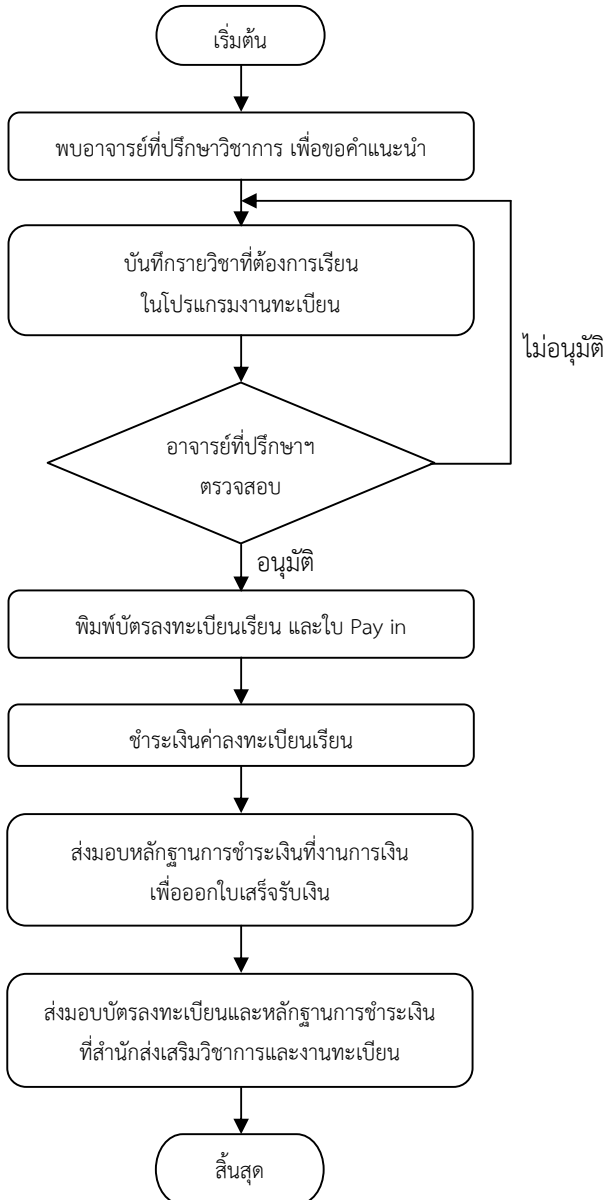 เริ่มต้น
พบอาจารย์ที่ปรึกษาวิชาการ เพื่อขอคำแนะนำ
บันทึกรายวิชาที่ต้องการเรียน
ในโปรแกรมงานทะเบียน
ไม่อนุมัติ
อาจารย์ที่ปรึกษาฯ
ตรวจสอบ
อนุมัติ
พิมพ์บัตรลงทะเบียนเรียน และใบ Pay in
ชำระเงินค่าลงทะเบียนเรียน
ส่งมอบหลักฐานการชำระเงินที่งานการเงิน
เพื่อออกใบเสร็จรับเงิน
ส่งมอบบัตรลงทะเบียนและหลักฐานการชำระเงิน
ที่สำนักส่งเสริมวิชาการและงานทะเบียน
สิ้นสุด